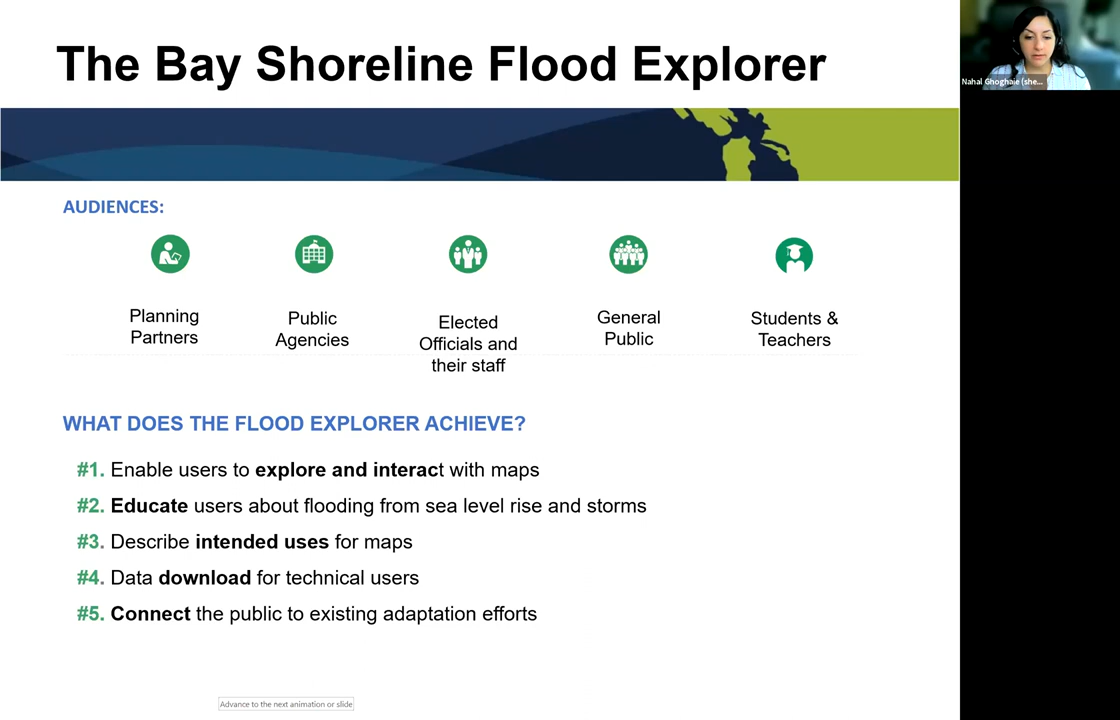 The Bay Shoreline Flood Explorer
Nahal Ghoghaie (she...
AUDIENCES:
Planning
Partners
Public
Agencies
Elected
Officials and
their staff
General
Public
Students &
Teachers
WHAT DOES THE FLOOD EXPLORER ACHIEVE?
#1. Enable users to explore and interact with maps
#2. Educate users about flooding from sea level rise and storms
#3. Describe intended uses for maps
#4. Data download for technical users
#5. Connect the public to existing adaptation efforts
Advance to the next animation or slide